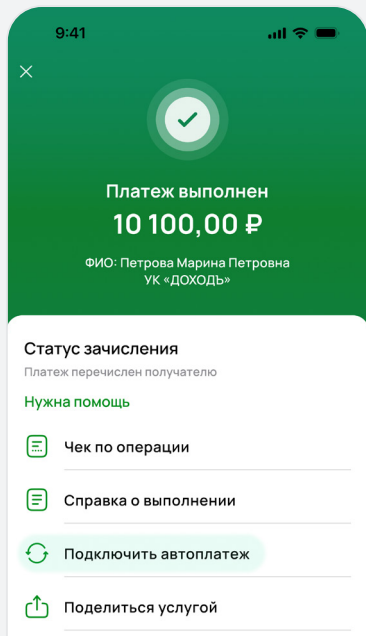 9:41
Платеж выполнен
10 100,00 ₽
ФИО: Петрова Марина Петровна
УК «ДОХОДЪ»
Статус зачисления
Платеж перечислен получателю
Нужна помощь
Чек по операции
Справка о выполнении
Подключить автоплатеж
Поделиться услугой